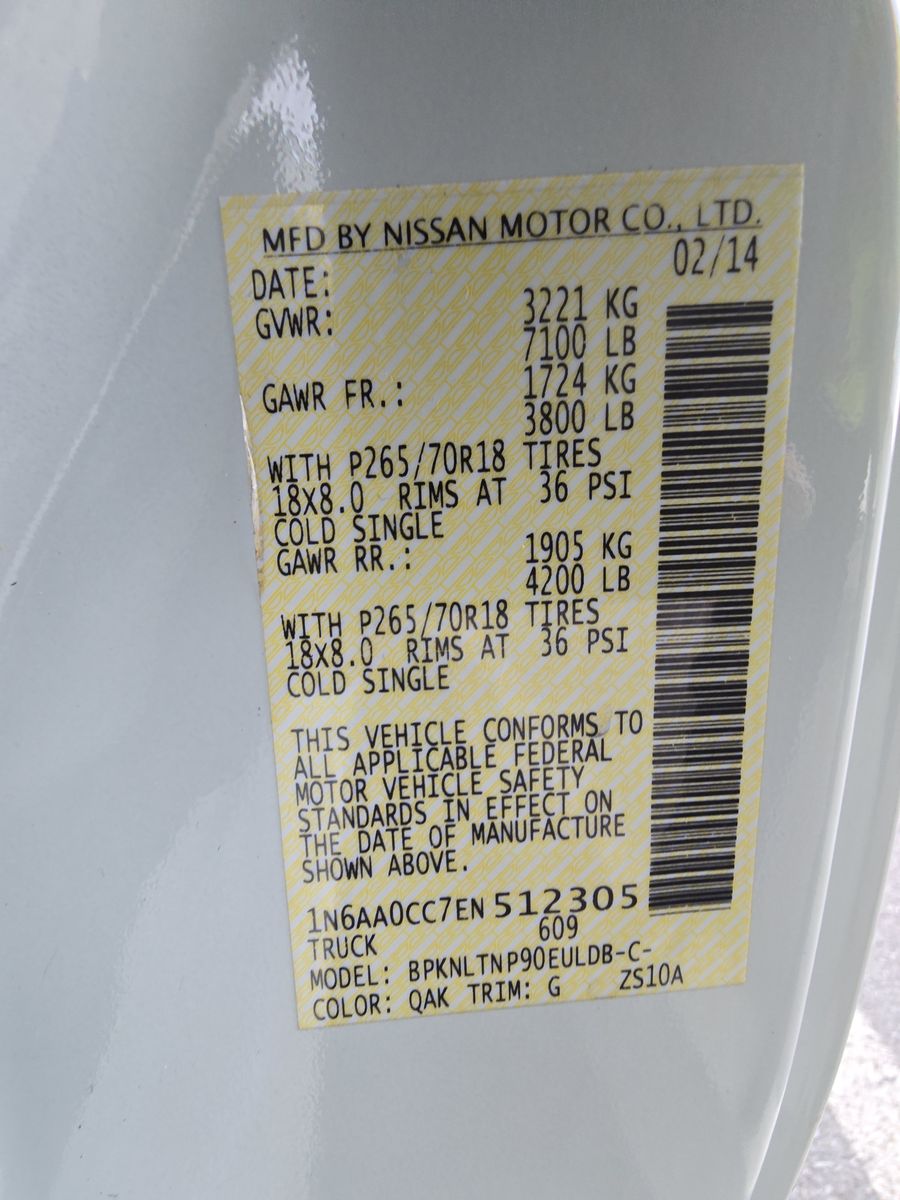 MFD BY NISSAN MOTOR CO., LTD.
DATE: 02/14
GVWR: 3221 KG
7100 LB
GAWR FR.: 1724 KG
3800 LB
WITH P265/70R18 TIRES
18X8.0 RIMS AT 36 PSI
COLD SINGLE
GAWR RR.: 1905 KG
4200 LB
WITH P265/70R18 TIRES
18X8.0 RIMS AT 36 PSI
COLD SINGLE
THIS VEHICLE CONFORMS TO
ALL APPLICABLE FEDERAL
MOTOR VEHICLE SAFETY
STANDARDS IN EFFECT ON
THE DATE OF MANUFACTURE
SHOWN ABOVE.
1N6AA0CC7EN512305
TRUCK 609
MODEL: BPKNLTNP90EULDB-C-
COLOR: QAK TRIM: G ZS10A